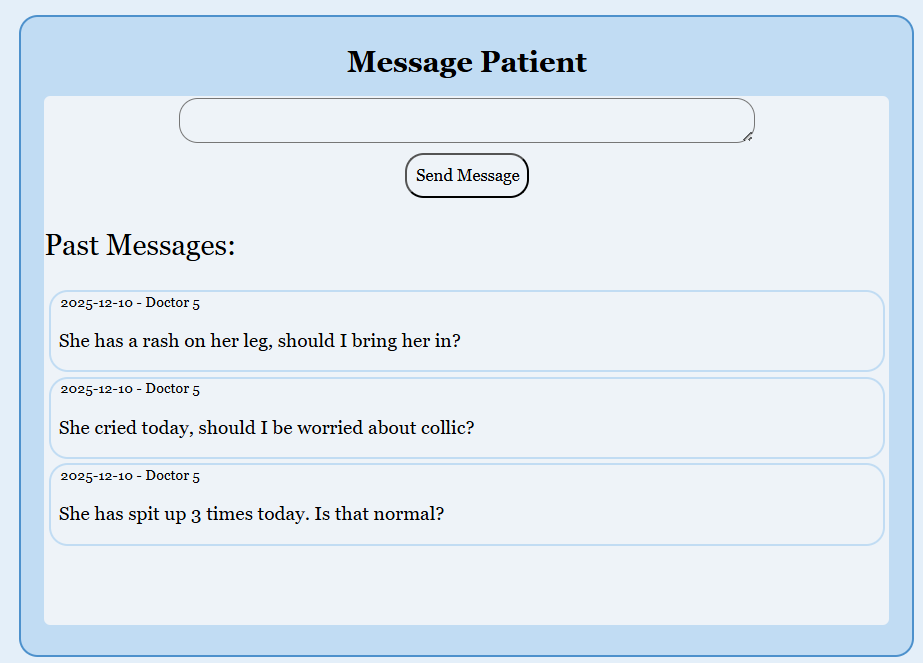 Message Patient
Send Message
Past Messages:
2025-12-10 - Doctor 5
She has a rash on her leg, should I bring her in?
2025-12-10 - Doctor 5
She cried today, should I be worried about collic?
2025-12-10 - Doctor 5
She has spit up 3 times today. Is that normal?